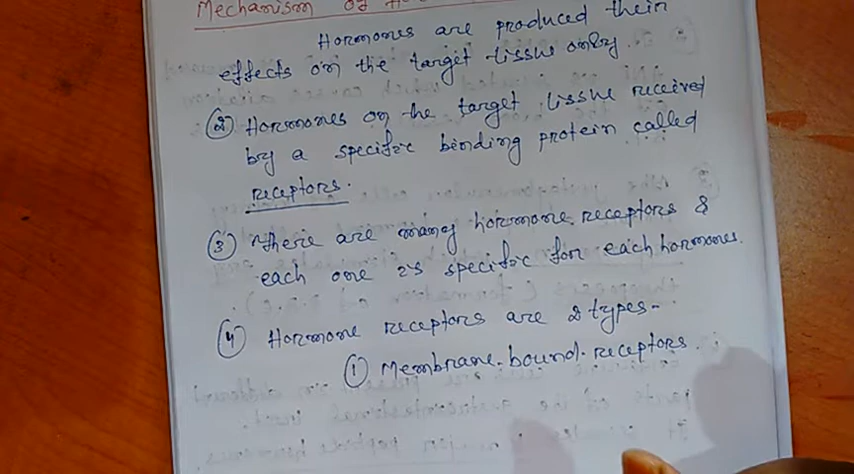 Mechanism of
Hormones are produced their
effects on the target tissue only.
(2) Hormones on the target tissue received
by a specific binding protein called
receptors.
(3) There are many hormone receptors &
each one is specific for each hormones.
(4) Hormone receptors are 2 types-
(1) Membrane-bound-receptors.